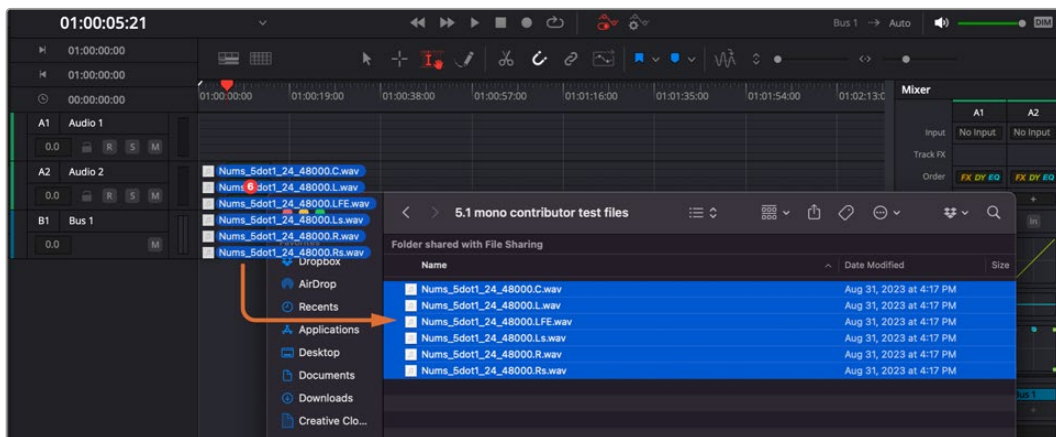 01:00:05:21
Bus 1 → Auto
DIM
01:00:00:00
01:00:00:00
00:00:00:00
01:00:00:00 01:00:19:00 01:00:38:00 01:00:57:00 01:01:16:00 01:01:35:00 01:01:54:00 01:02:13:0
Mixer
A1 A2
Input No Input No Input
Track FX
Order FX DY EQ FX DY EQ
In
A1 Audio 1
0.0 R S M
A2 Audio 2
0.0 R S M
B1 Bus 1
0.0 M
Nums_5dot1_24_48000.C.wav
Nums_5dot1_24_48000.L.wav
6
Nums_5dot1_24_48000.LFE.wav
Nums_5dot1_24_48000.Ls.wav
Nums_5dot1_24_48000.R.wav
Nums_5dot1_24_48000.Rs.wav
Dropbox
AirDrop
Recents
Applications
Desktop
Documents
Downloads
Creative Clo...
5.1 mono contributor test files
Folder shared with File Sharing
Name Date Modified Size
Nums_5dot1_24_48000.C.wav Aug 31, 2023 at 4:17 PM
Nums_5dot1_24_48000.L.wav Aug 31, 2023 at 4:17 PM
Nums_5dot1_24_48000.LFE.wav Aug 31, 2023 at 4:17 PM
Nums_5dot1_24_48000.Ls.wav Aug 31, 2023 at 4:17 PM
Nums_5dot1_24_48000.R.wav Aug 31, 2023 at 4:17 PM
Nums_5dot1_24_48000.Rs.wav Aug 31, 2023 at 4:17 PM
Bus 1